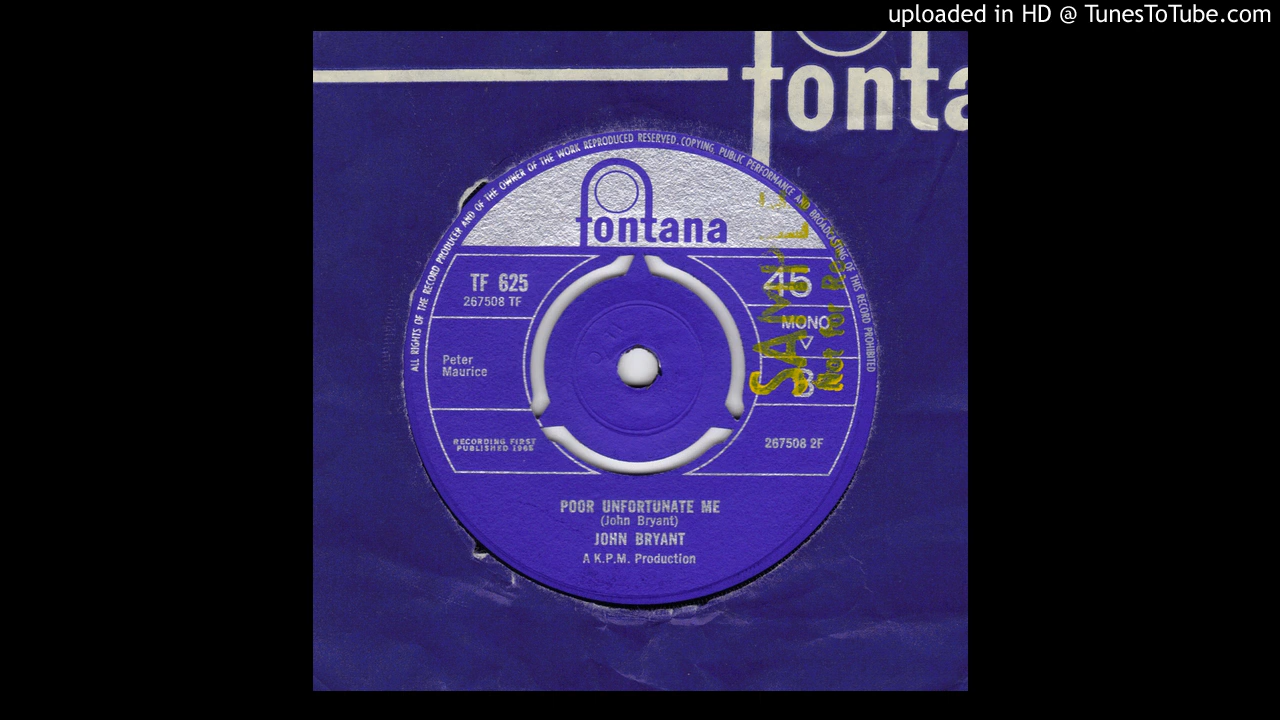 uploaded in HD @ TunesToTube.com
fonta
ALL RIGHTS OF THE RECORD PRODUCER AND OF THE OWNER OF THE WORK REPRODUCED RESERVED. COPYING, PUBLIC PERFORMANCE AND BROADCASTING OF THIS RECORD PROHIBITED
fontana
TF 625
267508 TF
45
MONO
Peter
Maurice
SAMPLE
Not For
RECORDING FIRST
PUBLISHED 1965
267508 2F
POOR UNFORTUNATE ME
(John Bryant)
JOHN BRYANT
A K.P.M. Production